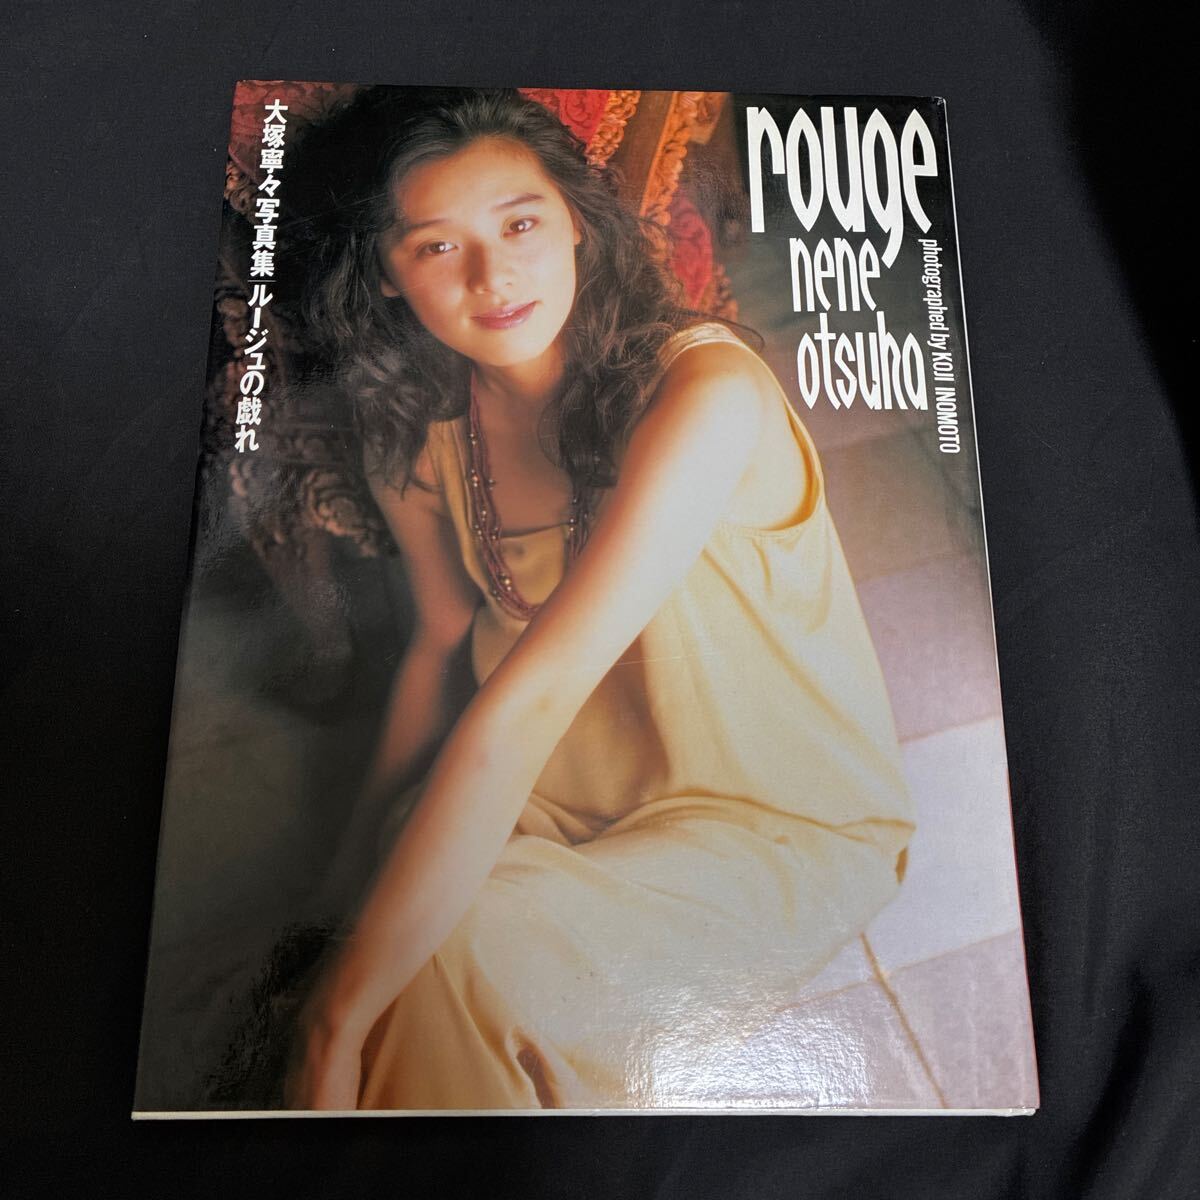 大塚寧々写真集|ルージュの戯れ
rouge
nene
otsuka
photographed by KOJI INOMOTO